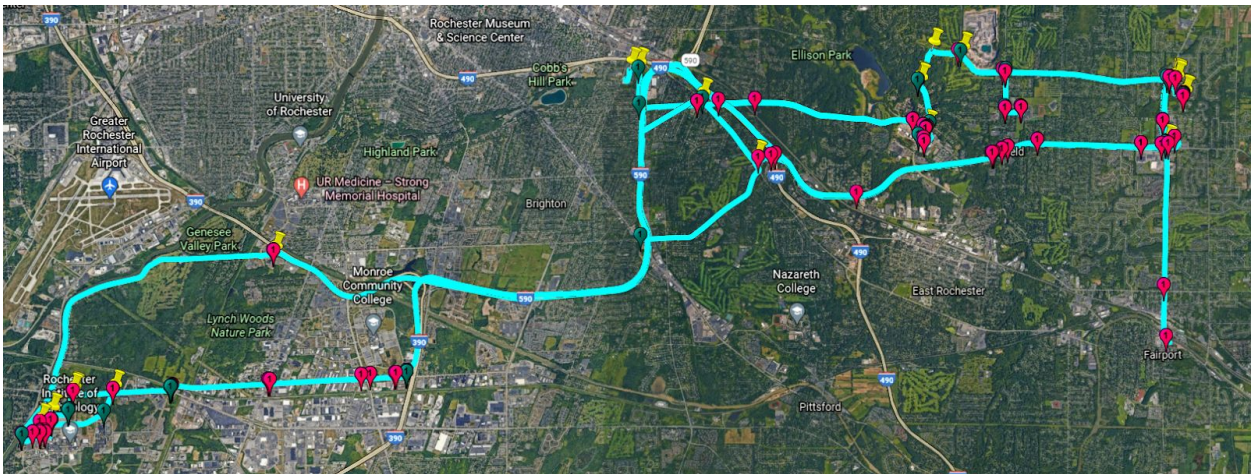 390
Rochester Museum
& Science Center
490
590
490
Cobb's
Hill Park
Ellison Park
University
of Rochester
Greater
Rochester
International
Airport
Highland Park
UR Medicine – Strong
Memorial Hospital
590
490
Brighton
390
Genesee
Valley Park
490
Monroe
Community
College
Nazareth
College
590
East Rochester
Lynch Woods
Nature Park
390
Fairport
490
Pittsford
390